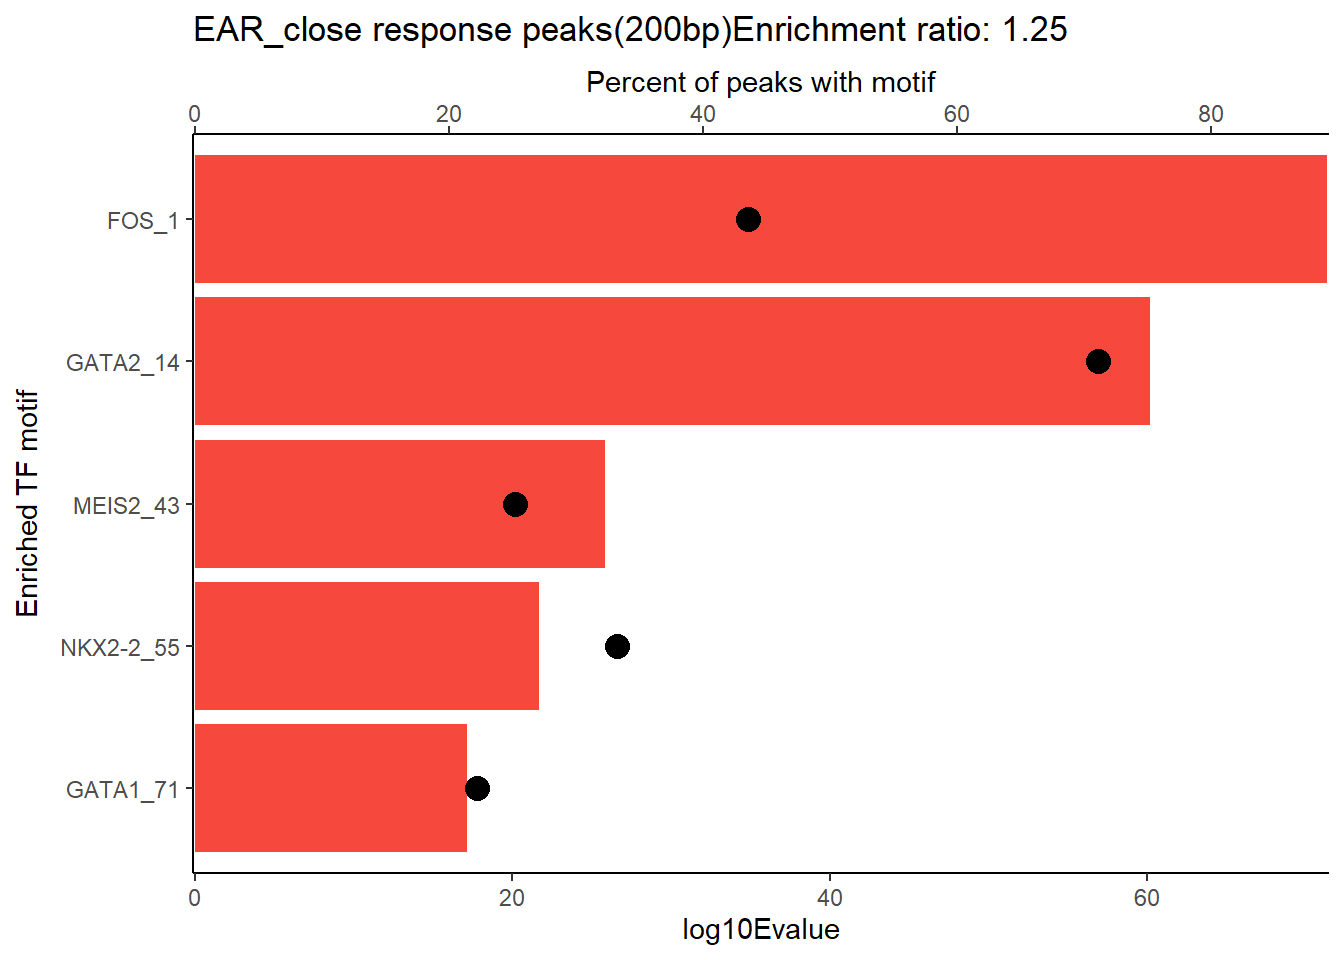 EAR_close response peaks(200bp)Enrichment ratio: 1.25
Percent of peaks with motif
0 20 40 60 80
FOS_1
GATA2_14
MEIS2_43
NKX2-2_55
GATA1_71
Enriched TF motif
0 20 40 60
log10Evalue